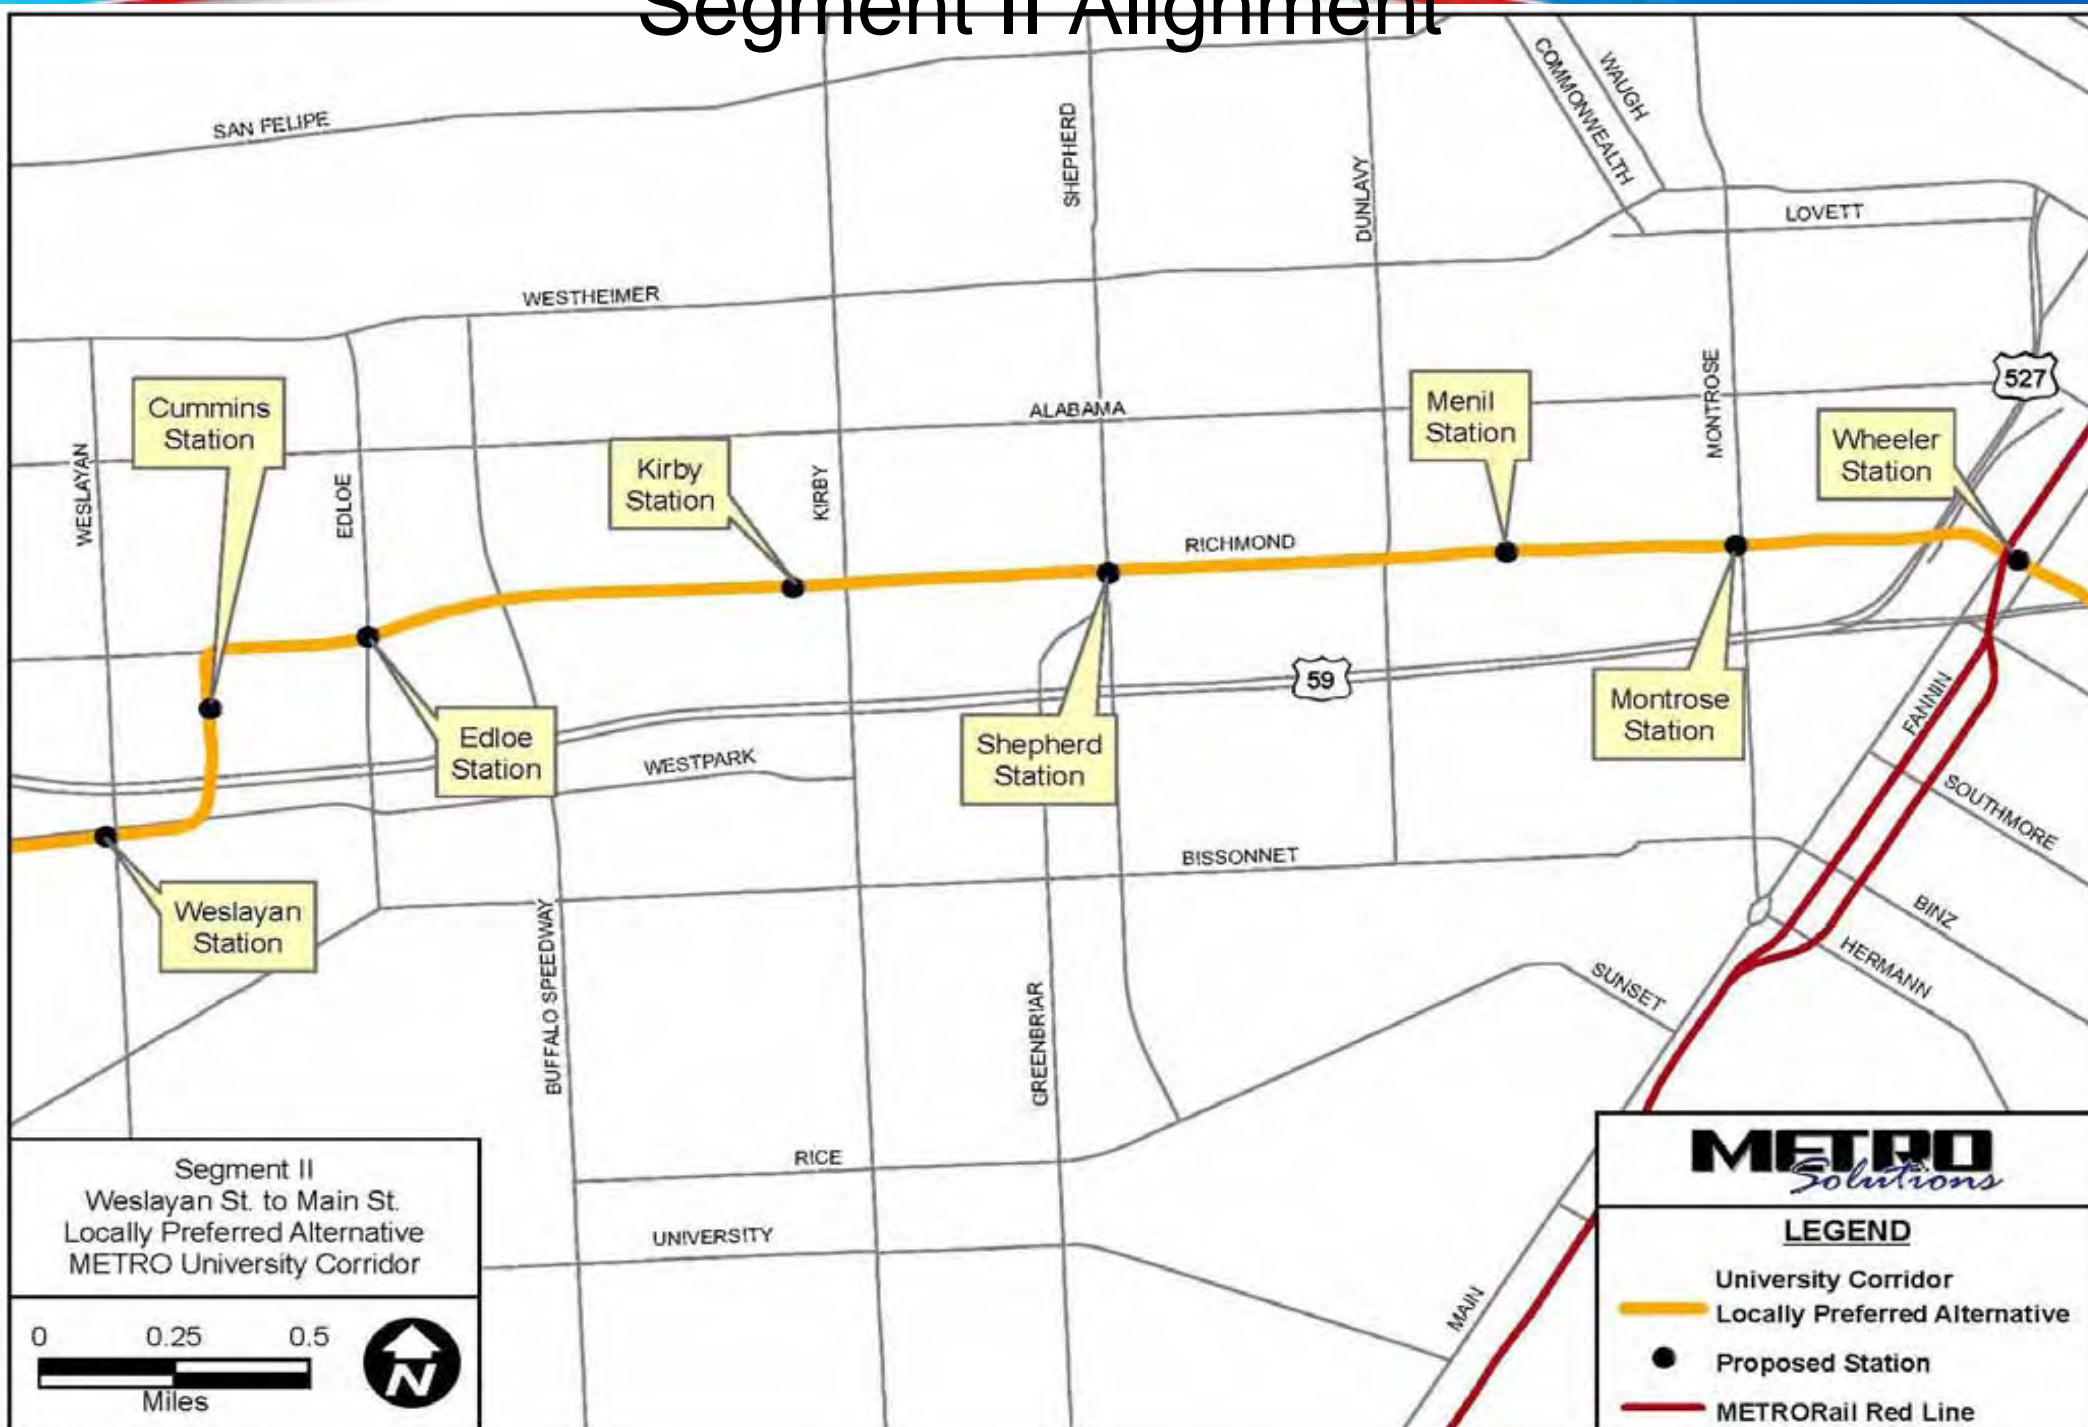 Segment II Alignment
SAN FELIPE
SHEPHERD
DUNLAVY
COMMONWEALTH
WAUGH
LOVETT
WESTHEIMER
527
WESLAYAN
Cummins
Station
EDLOE
Kirby
Station
KIRBY
ALABAMA
Menil
Station
MONTROSE
Wheeler
Station
RICHMOND
59
Edloe
Station
WESTPARK
Shepherd
Station
Montrose
Station
FANNIN
SOUTHMORE
Weslayan
Station
BISSONNET
BINZ
HERMANN
SUNSET
BUFFALO SPEEDWAY
GREENBRIAR
RICE
UNIVERSITY
MAIN
Segment II
Weslayan St. to Main St.
Locally Preferred Alternative
METRO University Corridor
0 0.25 0.5
Miles
N
METRO
Solutions
LEGEND
University Corridor
Locally Preferred Alternative
Proposed Station
METRORail Red Line